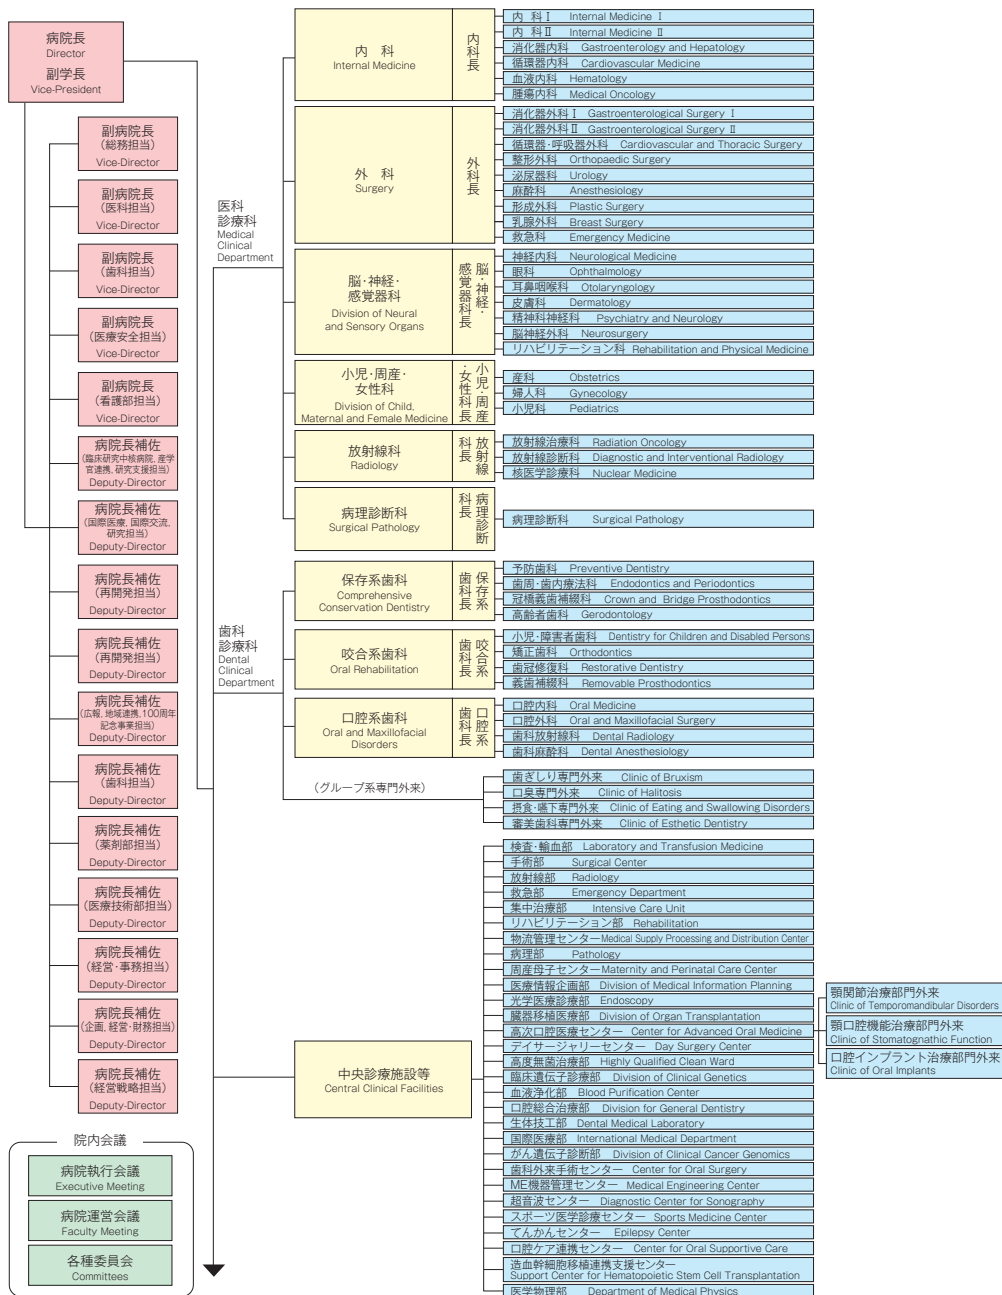 病院長
Director
副学長
Vice-President
副病院長
(総務担当)
Vice-Director
副病院長
(医科担当)
Vice-Director
副病院長
(歯科担当)
Vice-Director
副病院長
(医療安全担当)
Vice-Director
副病院長
(看護部担当)
Vice-Director
病院長補佐
(臨床研究中核病院, 産学
官連携, 研究支援担当)
Deputy-Director
病院長補佐
(国際医療, 国際交流,
研究担当)
Deputy-Director
病院長補佐
(再開発担当)
Deputy-Director
病院長補佐
(再開発担当)
Deputy-Director
病院長補佐
(広報, 地域連携, 100周年
記念事業担当)
Deputy-Director
病院長補佐
(歯科担当)
Deputy-Director
病院長補佐
(薬剤部担当)
Deputy-Director
病院長補佐
(医療技術部担当)
Deputy-Director
病院長補佐
(経営・事務担当)
Deputy-Director
病院長補佐
(企画, 経営・財務担当)
Deputy-Director
病院長補佐
(経営戦略担当)
Deputy-Director
院内会議
病院執行会議
Executive Meeting
病院運営会議
Faculty Meeting
各種委員会
Committees
医科
診療科
Medical
Clinical
Department
内 科
Internal Medicine
内科長
内 科 Ⅰ Internal Medicine Ⅰ
内 科 Ⅱ Internal Medicine Ⅱ
消化器内科 Gastroenterology and Hepatology
循環器内科 Cardiovascular Medicine
血液内科 Hematology
腫瘍内科 Medical Oncology
外 科
Surgery
外科長
消化器外科Ⅰ Gastroenterological Surgery Ⅰ
消化器外科Ⅱ Gastroenterological Surgery Ⅱ
循環器・呼吸器外科 Cardiovascular and Thoracic Surgery
整形外科 Orthopaedic Surgery
泌尿器科 Urology
麻酔科 Anesthesiology
形成外科 Plastic Surgery
乳腺外科 Breast Surgery
救急科 Emergency Medicine
脳・神経・
感覚器科
Division of Neural
and Sensory Organs
脳・神経・
感覚器科長
神経内科 Neurological Medicine
眼科 Ophthalmology
耳鼻咽喉科 Otolaryngology
皮膚科 Dermatology
精神科神経科 Psychiatry and Neurology
脳神経外科 Neurosurgery
リハビリテーション科 Rehabilitation and Physical Medicine
小児・周産・
女性科
Division of Child,
Maternal and Female Medicine
小児・周産
・女性科長
産科 Obstetrics
婦人科 Gynecology
小児科 Pediatrics
放射線科
Radiology
放射線
科長
放射線治療科 Radiation Oncology
放射線診断科 Diagnostic and Interventional Radiology
核医学診療科 Nuclear Medicine
病理診断科
Surgical Pathology
病理診断
科長
病理診断科 Surgical Pathology
歯科
診療科
Dental
Clinical
Department
保存系歯科
Comprehensive
Conservation Dentistry
保存系
歯科長
予防歯科 Preventive Dentistry
歯周・歯内療法科 Endodontics and Periodontics
冠橋義歯補綴科 Crown and Bridge Prosthodontics
高齢者歯科 Gerodontology
咬合系歯科
Oral Rehabilitation
咬合系
歯科長
小児・障害者歯科 Dentistry for Children and Disabled Persons
矯正歯科 Orthodontics
歯冠修復科 Restorative Dentistry
義歯補綴科 Removable Prosthodontics
口腔系歯科
Oral and Maxillofacial
Disorders
口腔系
歯科長
口腔内科 Oral Medicine
口腔外科 Oral and Maxillofacial Surgery
歯科放射線科 Dental Radiology
歯科麻酔科 Dental Anesthesiology
(グループ系専門外来)
歯ぎしり専門外来 Clinic of Bruxism
口臭専門外来 Clinic of Halitosis
摂食・嚥下専門外来 Clinic of Eating and Swallowing Disorders
審美歯科専門外来 Clinic of Esthetic Dentistry
中央診療施設等
Central Clinical Facilities
検査・輸血部 Laboratory and Transfusion Medicine
手術部 Surgical Center
放射線部 Radiology
救急部 Emergency Department
集中治療部 Intensive Care Unit
リハビリテーション部 Rehabilitation
物流管理センター Medical Supply Processing and Distribution Center
病理部 Pathology
周産母子センター Maternity and Perinatal Care Center
医療情報企画部 Division of Medical Information Planning
光学医療診療部 Endoscopy
臓器移植医療部 Division of Organ Transplantation
高次口腔医療センター Center for Advanced Oral Medicine
デイサージャリーセンター Day Surgery Center
高度無菌治療部 Highly Qualified Clean Ward
臨床遺伝子診療部 Division of Clinical Genetics
血液浄化部 Blood Purification Center
口腔総合治療部 Division for General Dentistry
生体技工部 Dental Medical Laboratory
国際医療部 International Medical Department
がん遺伝子診断部 Division of Clinical Cancer Genomics
歯科外来手術センター Center for Oral Surgery
ME機器管理センター Medical Engineering Center
超音波センター Diagnostic Center for Sonography
スポーツ医学診療センター Sports Medicine Center
てんかんセンター Epilepsy Center
口腔ケア連携センター Center for Oral Supportive Care
造血幹細胞移植連携支援センター
Support Center for Hematopoietic Stem Cell Transplantation
医学物理部 Department of Medical Physics
顎関節治療部門外来
Clinic of Temporomandibular Disorders
顎口腔機能治療部門外来
Clinic of Stomatognathic Function
口腔インプラント治療部門外来
Clinic of Oral Implants